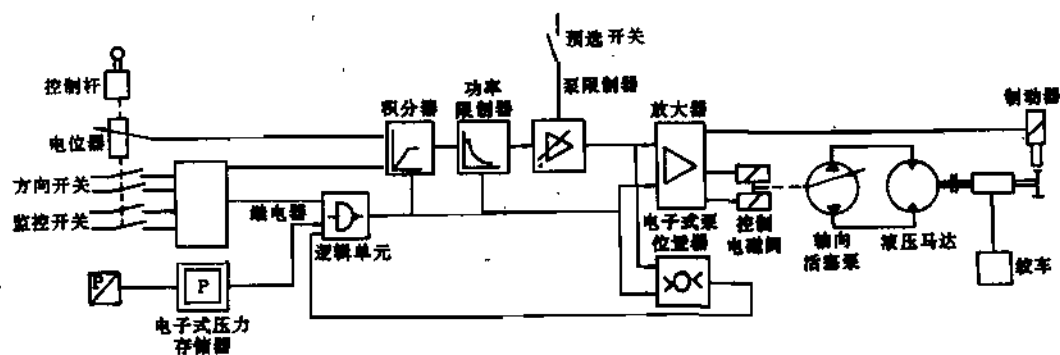 预选开关
控制杆
泵限制器
功率
限制器
积分器
放大器
制动器
电位器
方向开关
监控开关
继电器
逻辑单元
电子式泵
位置器
控制
电磁阀
轴向
活塞泵
液压马达
绞车
P
P
电子式压力
存储器